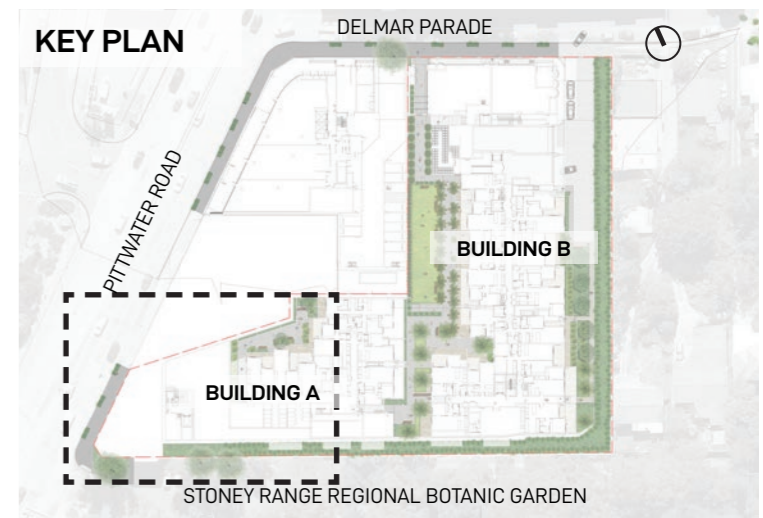 KEY PLAN
DELMAR PARADE
PITTWATER ROAD
BUILDING B
BUILDING A
STONEY RANGE REGIONAL BOTANIC GARDEN